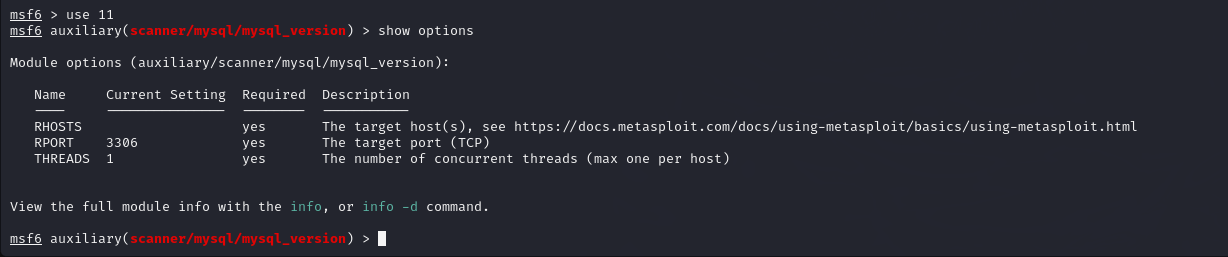 msf6 > use 11
msf6 auxiliary(scanner/mysql/mysql_version) > show options
Module options (auxiliary/scanner/mysql/mysql_version):
Name Current Setting Required Description
---- --------------- -------- -----------
RHOSTS yes The target host(s), see https://docs.metasploit.com/docs/using-metasploit/basics/using-metasploit.html
RPORT 3306 yes The target port (TCP)
THREADS 1 yes The number of concurrent threads (max one per host)
View the full module info with the info, or info -d command.
msf6 auxiliary(scanner/mysql/mysql_version) >